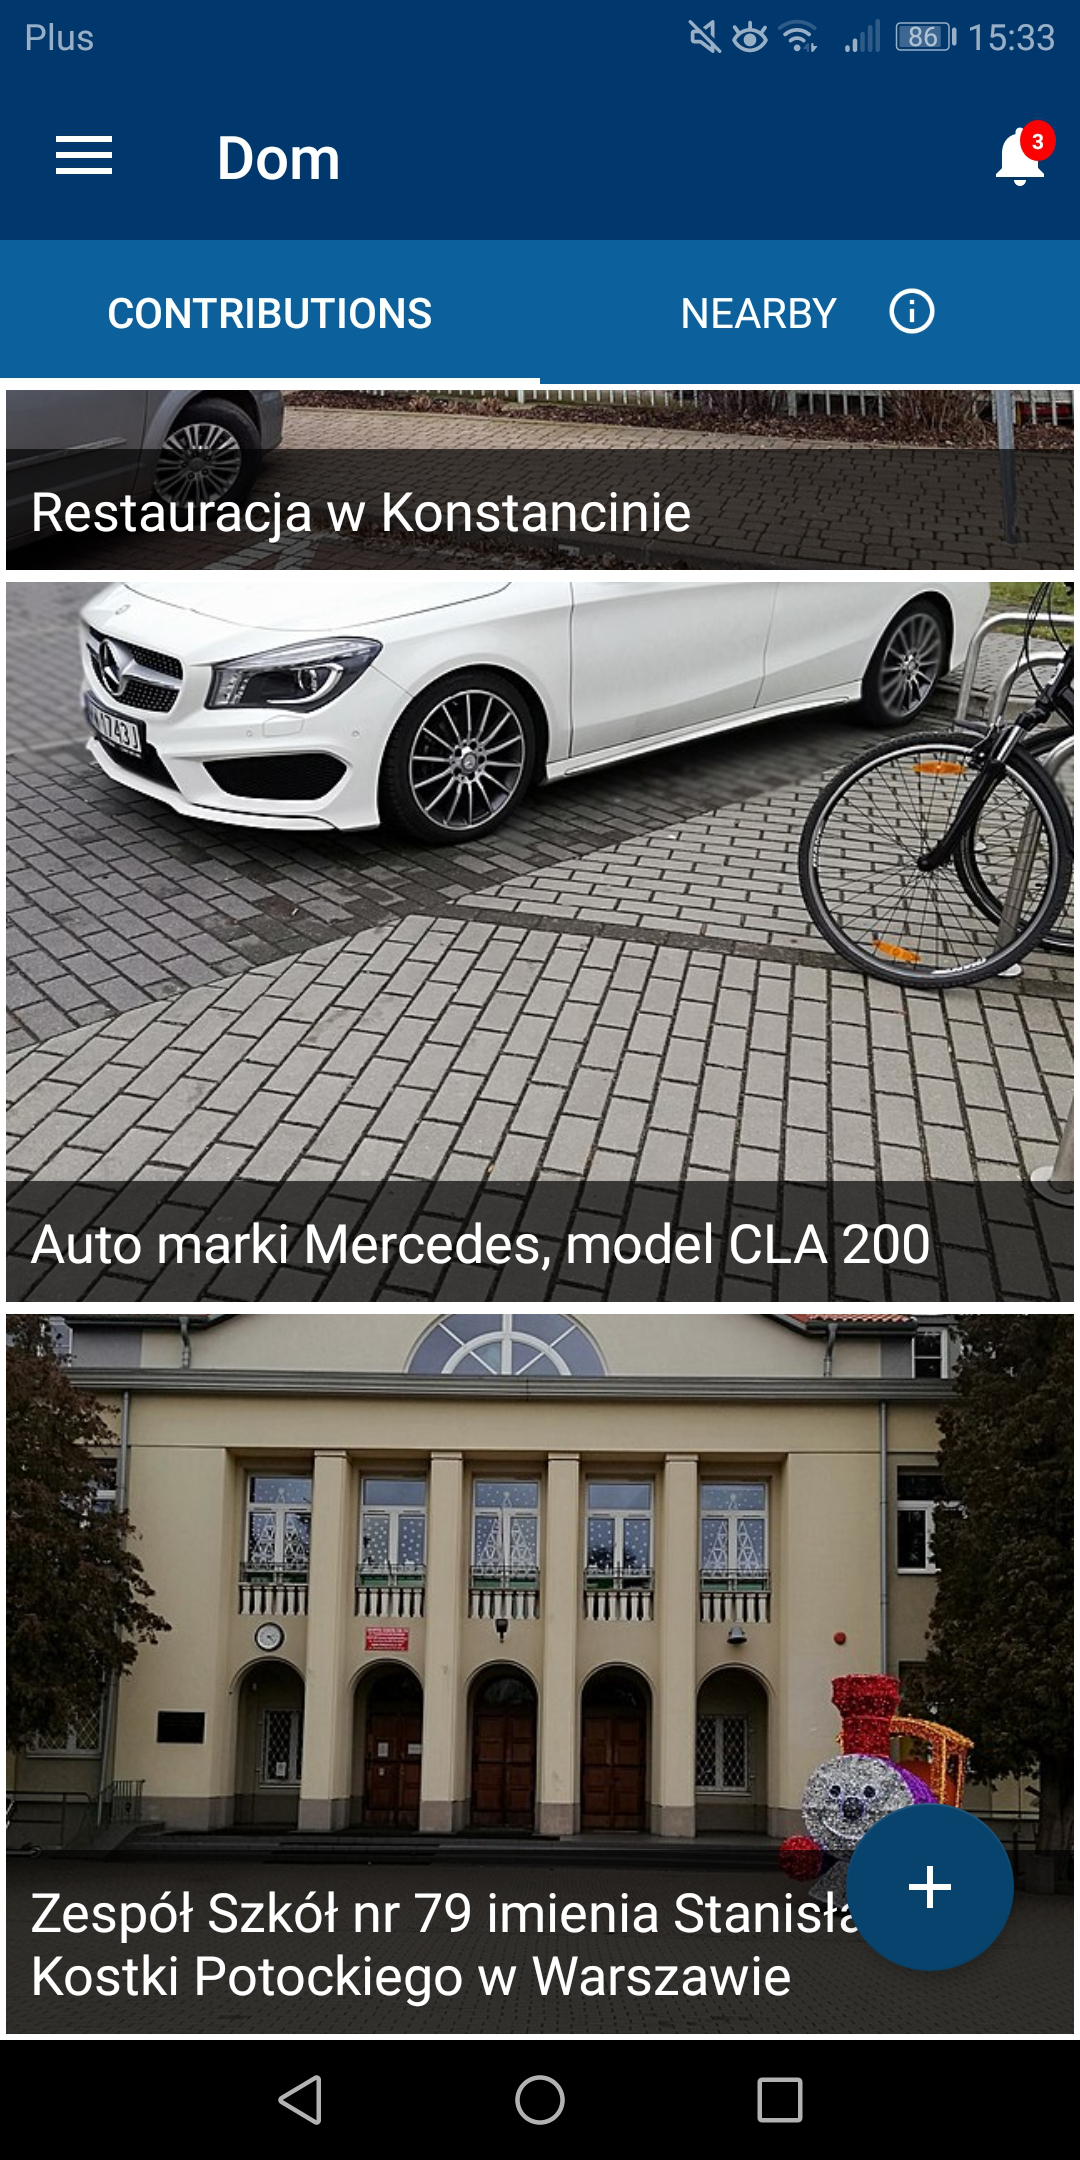 Plus
86 15:33
Dom
3
CONTRIBUTIONS
NEARBY
Restauracja w Konstancinie
1743J
Auto marki Mercedes, model CLA 200
Zespół Szkół nr 79 imienia Stanisła
Kostki Potockiego w Warszawie